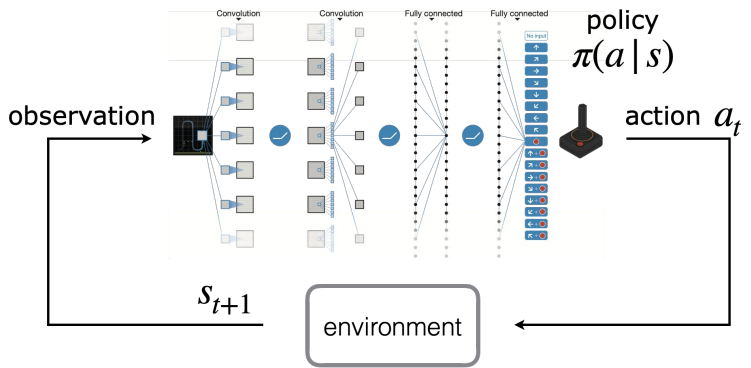 Convolution
Convolution
Fully connected
Fully connected
policy
π(a|s)
No input
observation
action a_t
s_{t+1}
environment